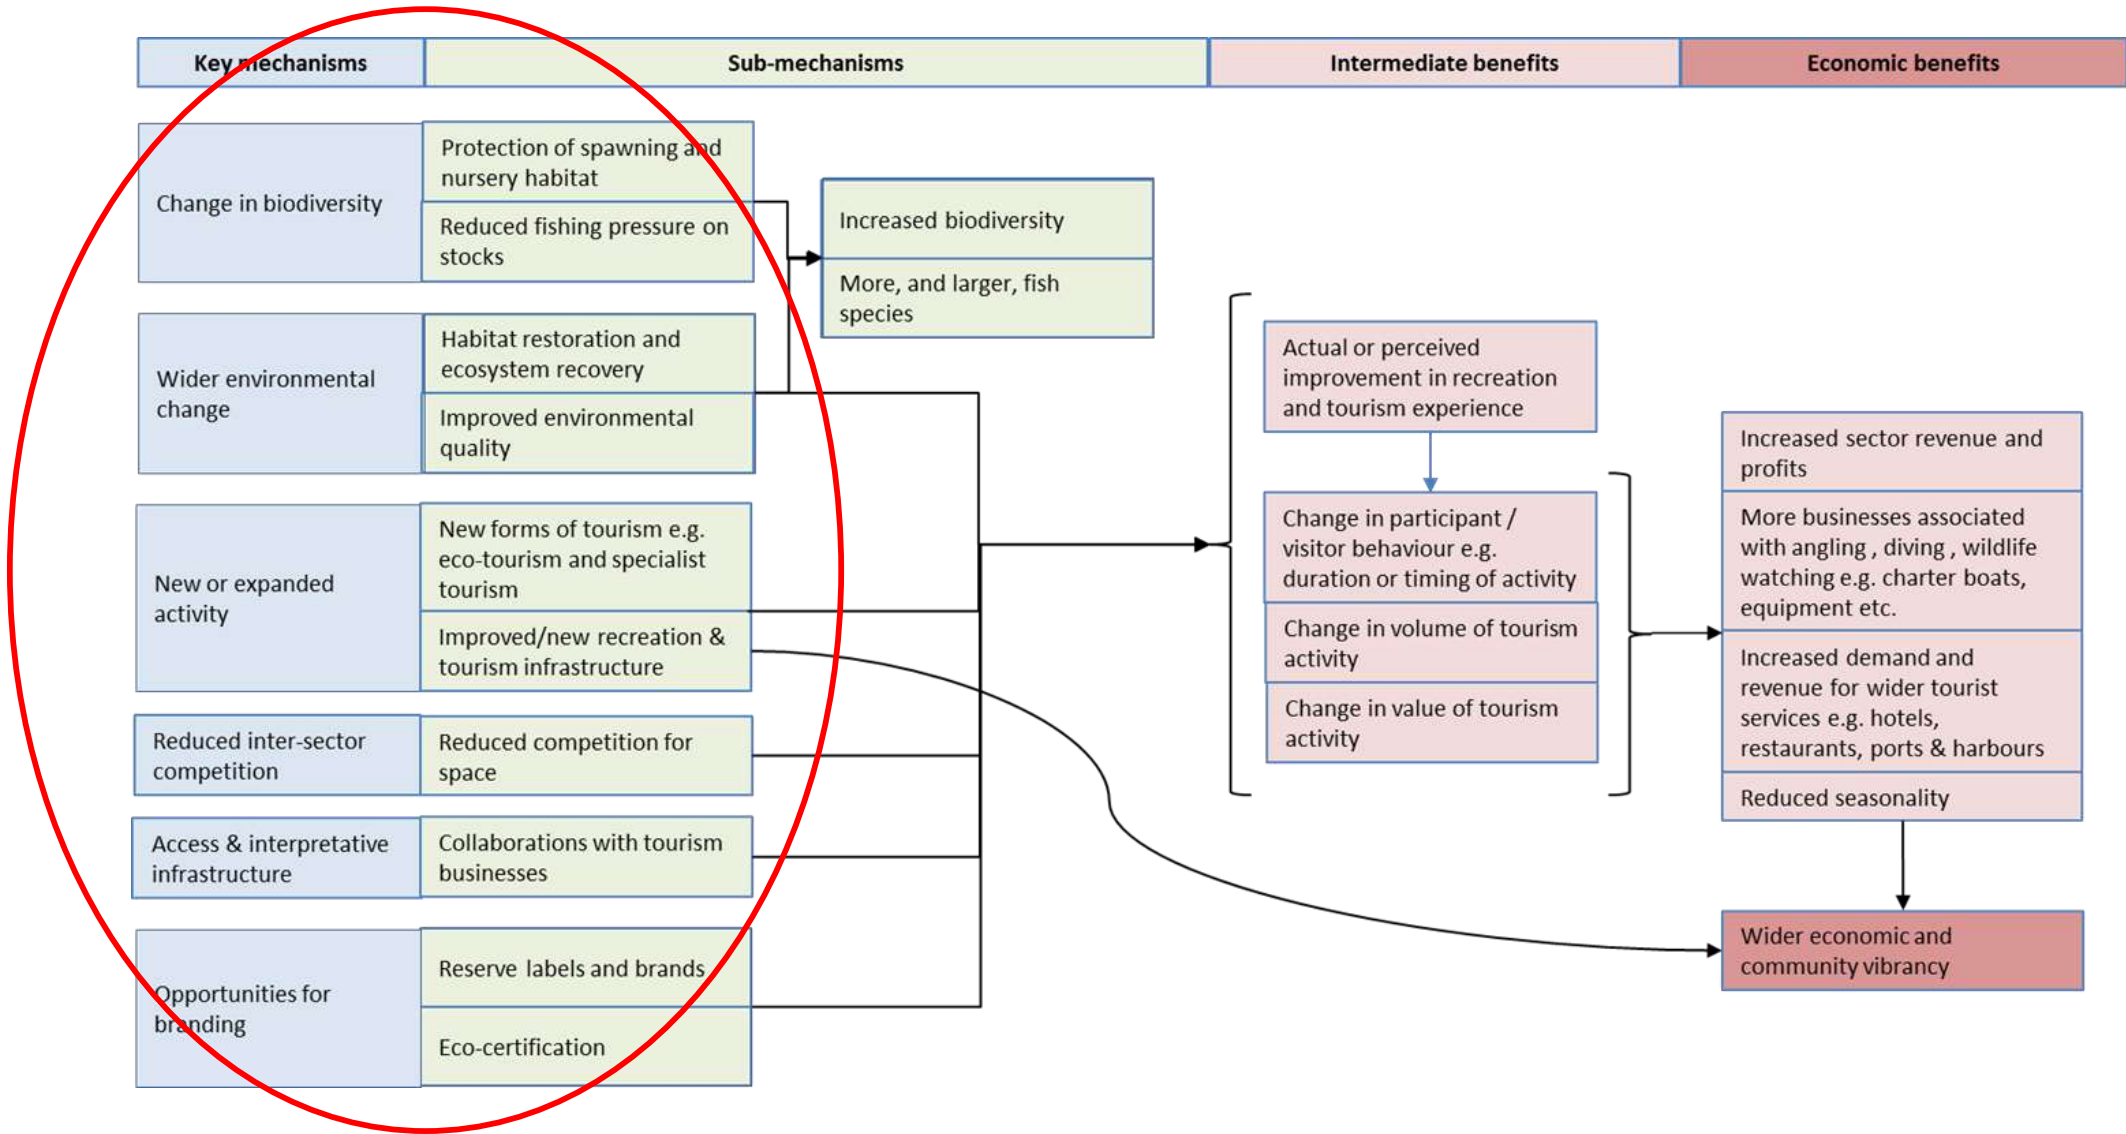 Key mechanisms
Sub-mechanisms
Intermediate benefits
Economic benefits
Change in biodiversity
Protection of spawning and
nursery habitat
Reduced fishing pressure on
stocks
Increased biodiversity
More, and larger, fish
species
Wider environmental
change
Habitat restoration and
ecosystem recovery
Improved environmental
quality
New or expanded
activity
New forms of tourism e.g.
eco-tourism and specialist
tourism
Improved/new recreation &
tourism infrastructure
Reduced inter-sector
competition
Reduced competition for
space
Access & interpretative
infrastructure
Collaborations with tourism
businesses
Opportunities for
branding
Reserve labels and brands
Eco-certification
Actual or perceived
improvement in recreation
and tourism experience
Change in participant /
visitor behaviour e.g.
duration or timing of activity
Change in volume of tourism
activity
Change in value of tourism
activity
Increased sector revenue and
profits
More businesses associated
with angling , diving , wildlife
watching e.g. charter boats,
equipment etc.
Increased demand and
revenue for wider tourist
services e.g. hotels,
restaurants, ports & harbours
Reduced seasonality
Wider economic and
community vibrancy